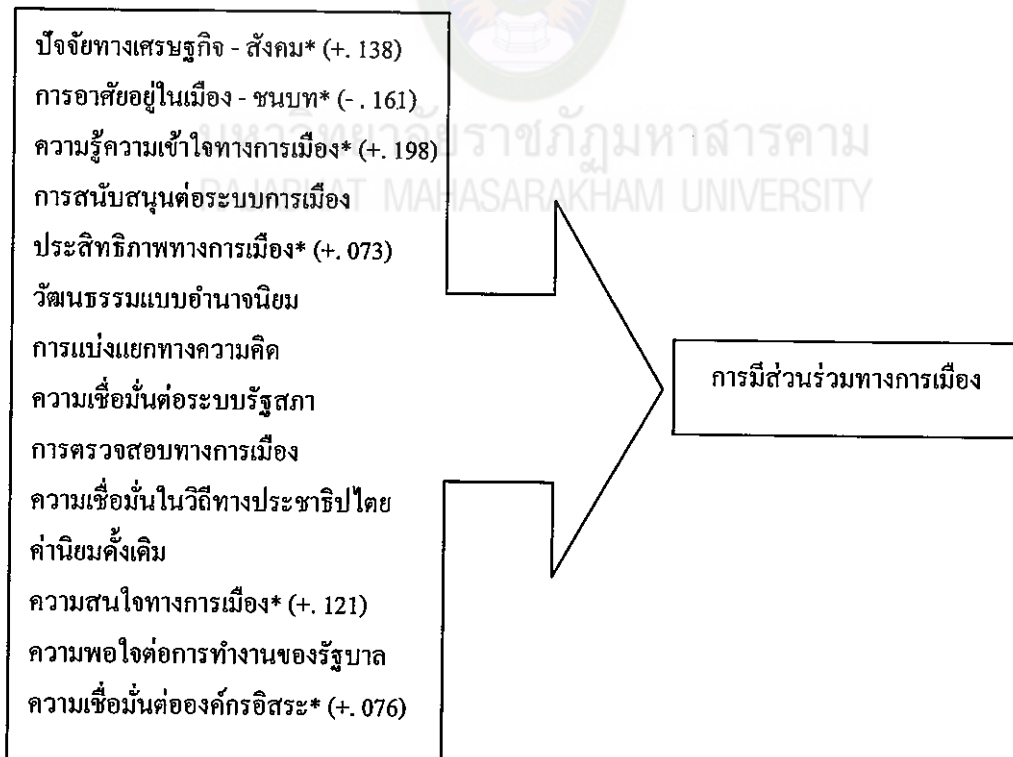 ปัจจัยทางเศรษฐกิจ - สังคม* (+. 138)
การอาศัยอยู่ในเมือง - ชนบท* (- . 161)
ความรู้ความเข้าใจทางการเมือง* (+. 198)
การสนับสนุนต่อระบบการเมือง
ประสิทธิภาพทางการเมือง* (+. 073)
วัฒนธรรมแบบอำนาจนิยม
การแบ่งแยกทางความคิด
ความเชื่อมั่นต่อระบบรัฐสภา
การตรวจสอบทางการเมือง
ความเชื่อมั่นในวิถีทางประชาธิปไตย
ค่านิยมดั้งเดิม
ความสนใจทางการเมือง* (+. 121)
ความพอใจต่อการทำงานของรัฐบาล
ความเชื่อมั่นต่อองค์กรอิสระ* (+. 076)
การมีส่วนร่วมทางการเมือง
มหาวิทยาลัยราชภัฏมหาสารคาม
RAJABHAT MAHASARAKHAM UNIVERSITY